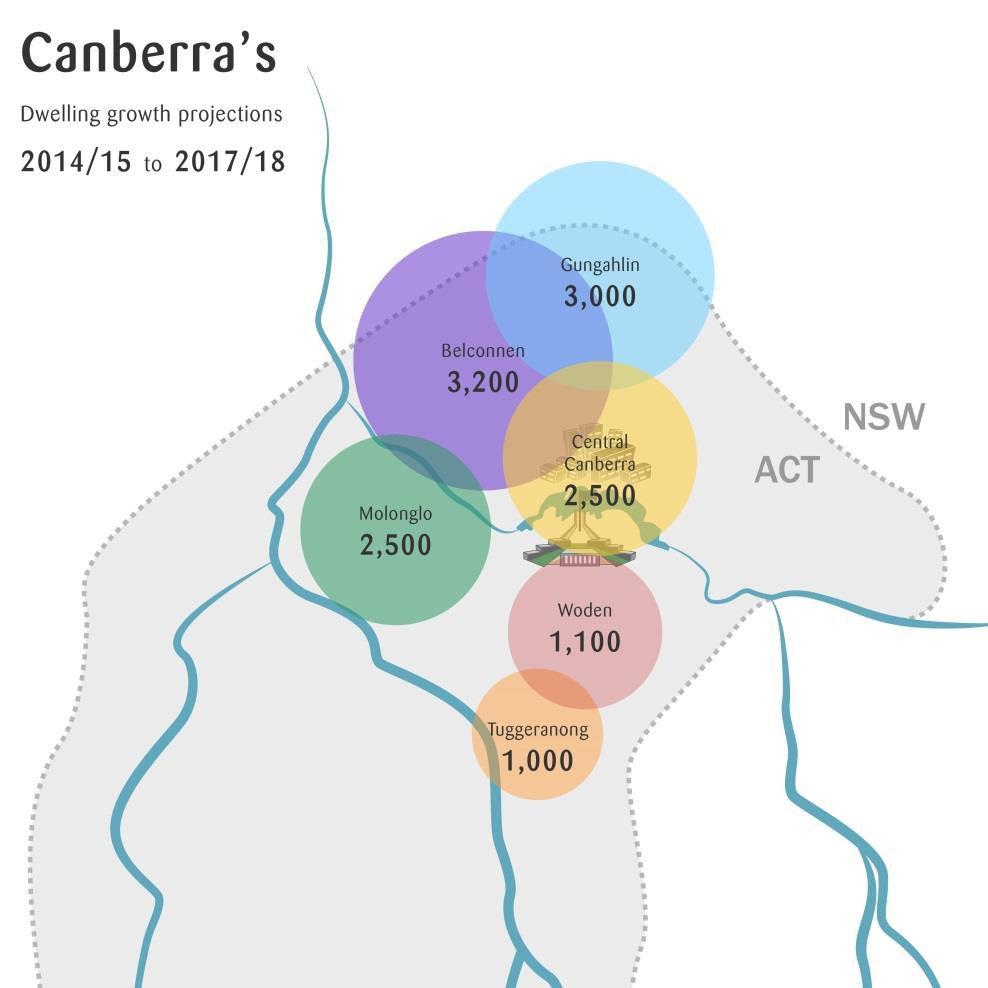 Canberra's
Dwelling growth projections
2014/15 to 2017/18
Gungahlin
3,000
Belconnen
3,200
NSW
ACT
Central
Canberra
2,500
Molonglo
2,500
Woden
1,100
Tuggeranong
1,000